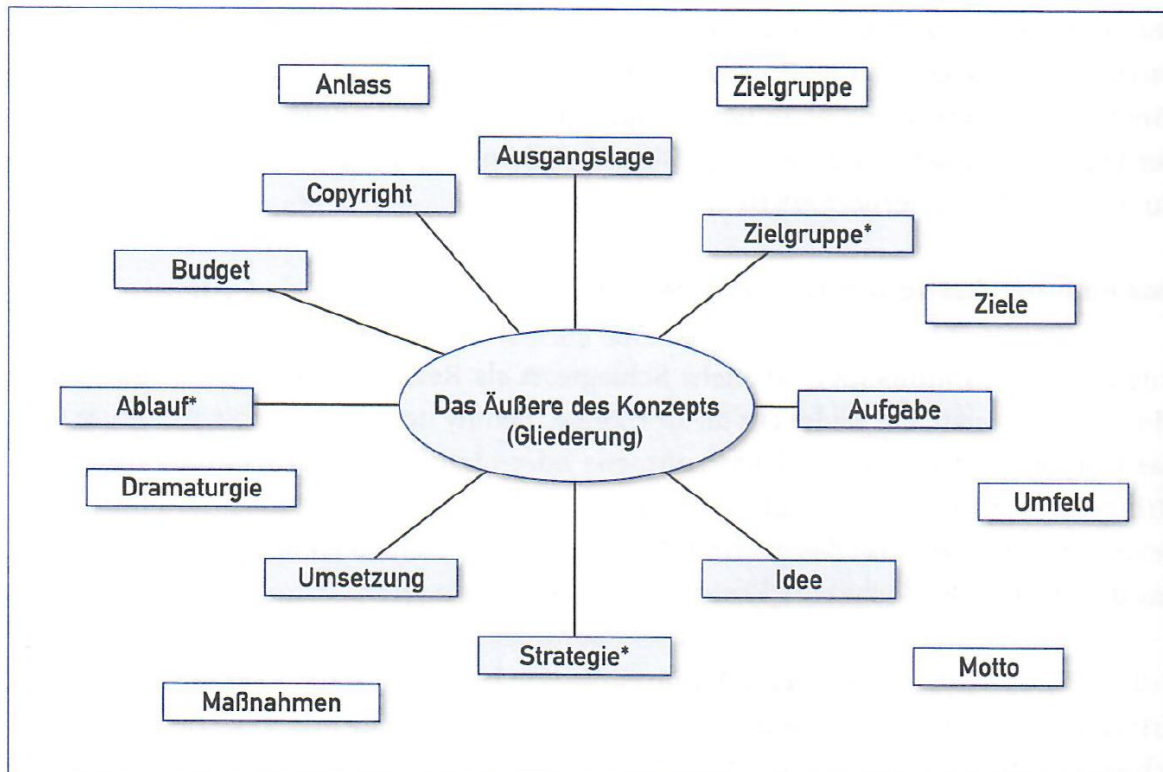 Anlass
Zielgruppe
Ausgangslage
Copyright
Zielgruppe*
Budget
Ziele
Ablauf*
Das Äußere des Konzepts
(Gliederung)
Aufgabe
Dramaturgie
Umfeld
Umsetzung
Idee
Strategie*
Motto
Maßnahmen